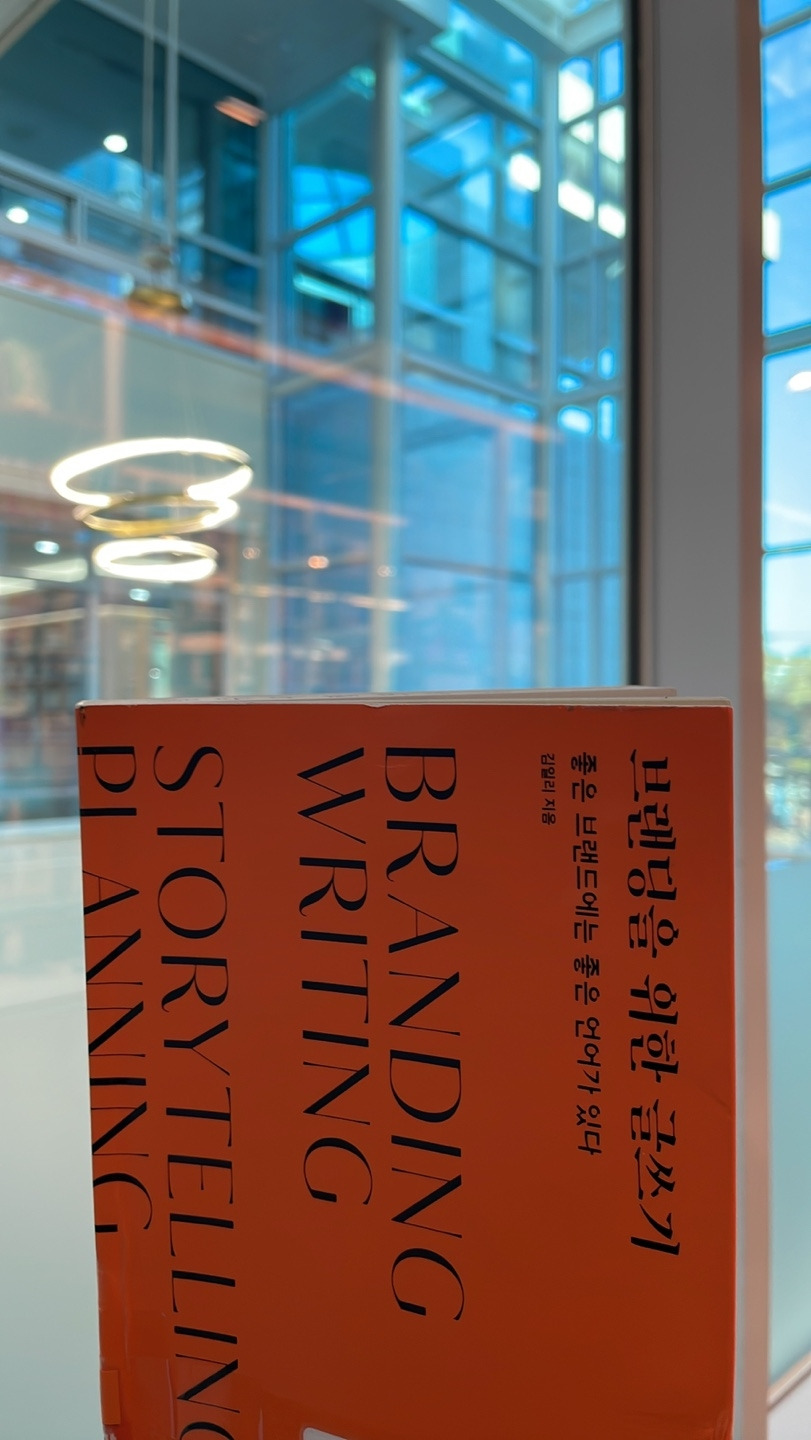 브랜딩을 위한 글쓰기
좋은 브랜드에는 좋은 언어가 있다
김일리 지음
BRANDING
WRITING
STORYTELLING
PLANNING